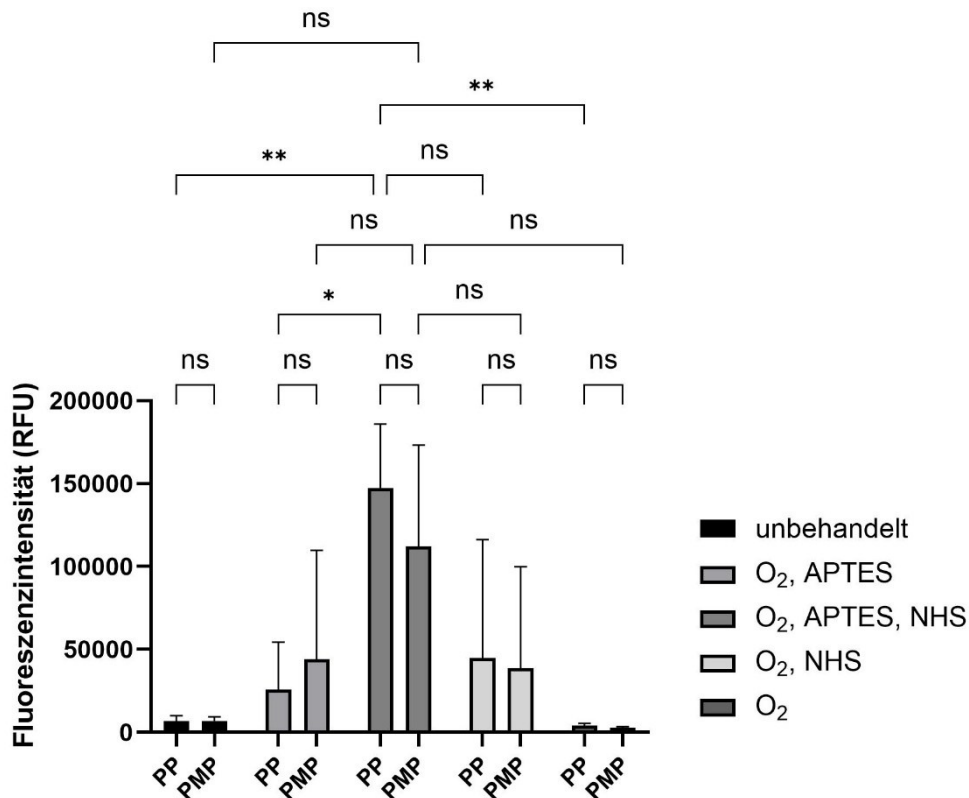 ns
**
** ns
ns ns
* ns
ns ns ns ns ns
Fluoreszenzintensität (RFU)
200000
150000
100000
50000
0
PP PMP PP PMP PP PMP PP PMP PP PMP
unbehandelt
O₂, APTES
O₂, APTES, NHS
O₂, NHS
O₂